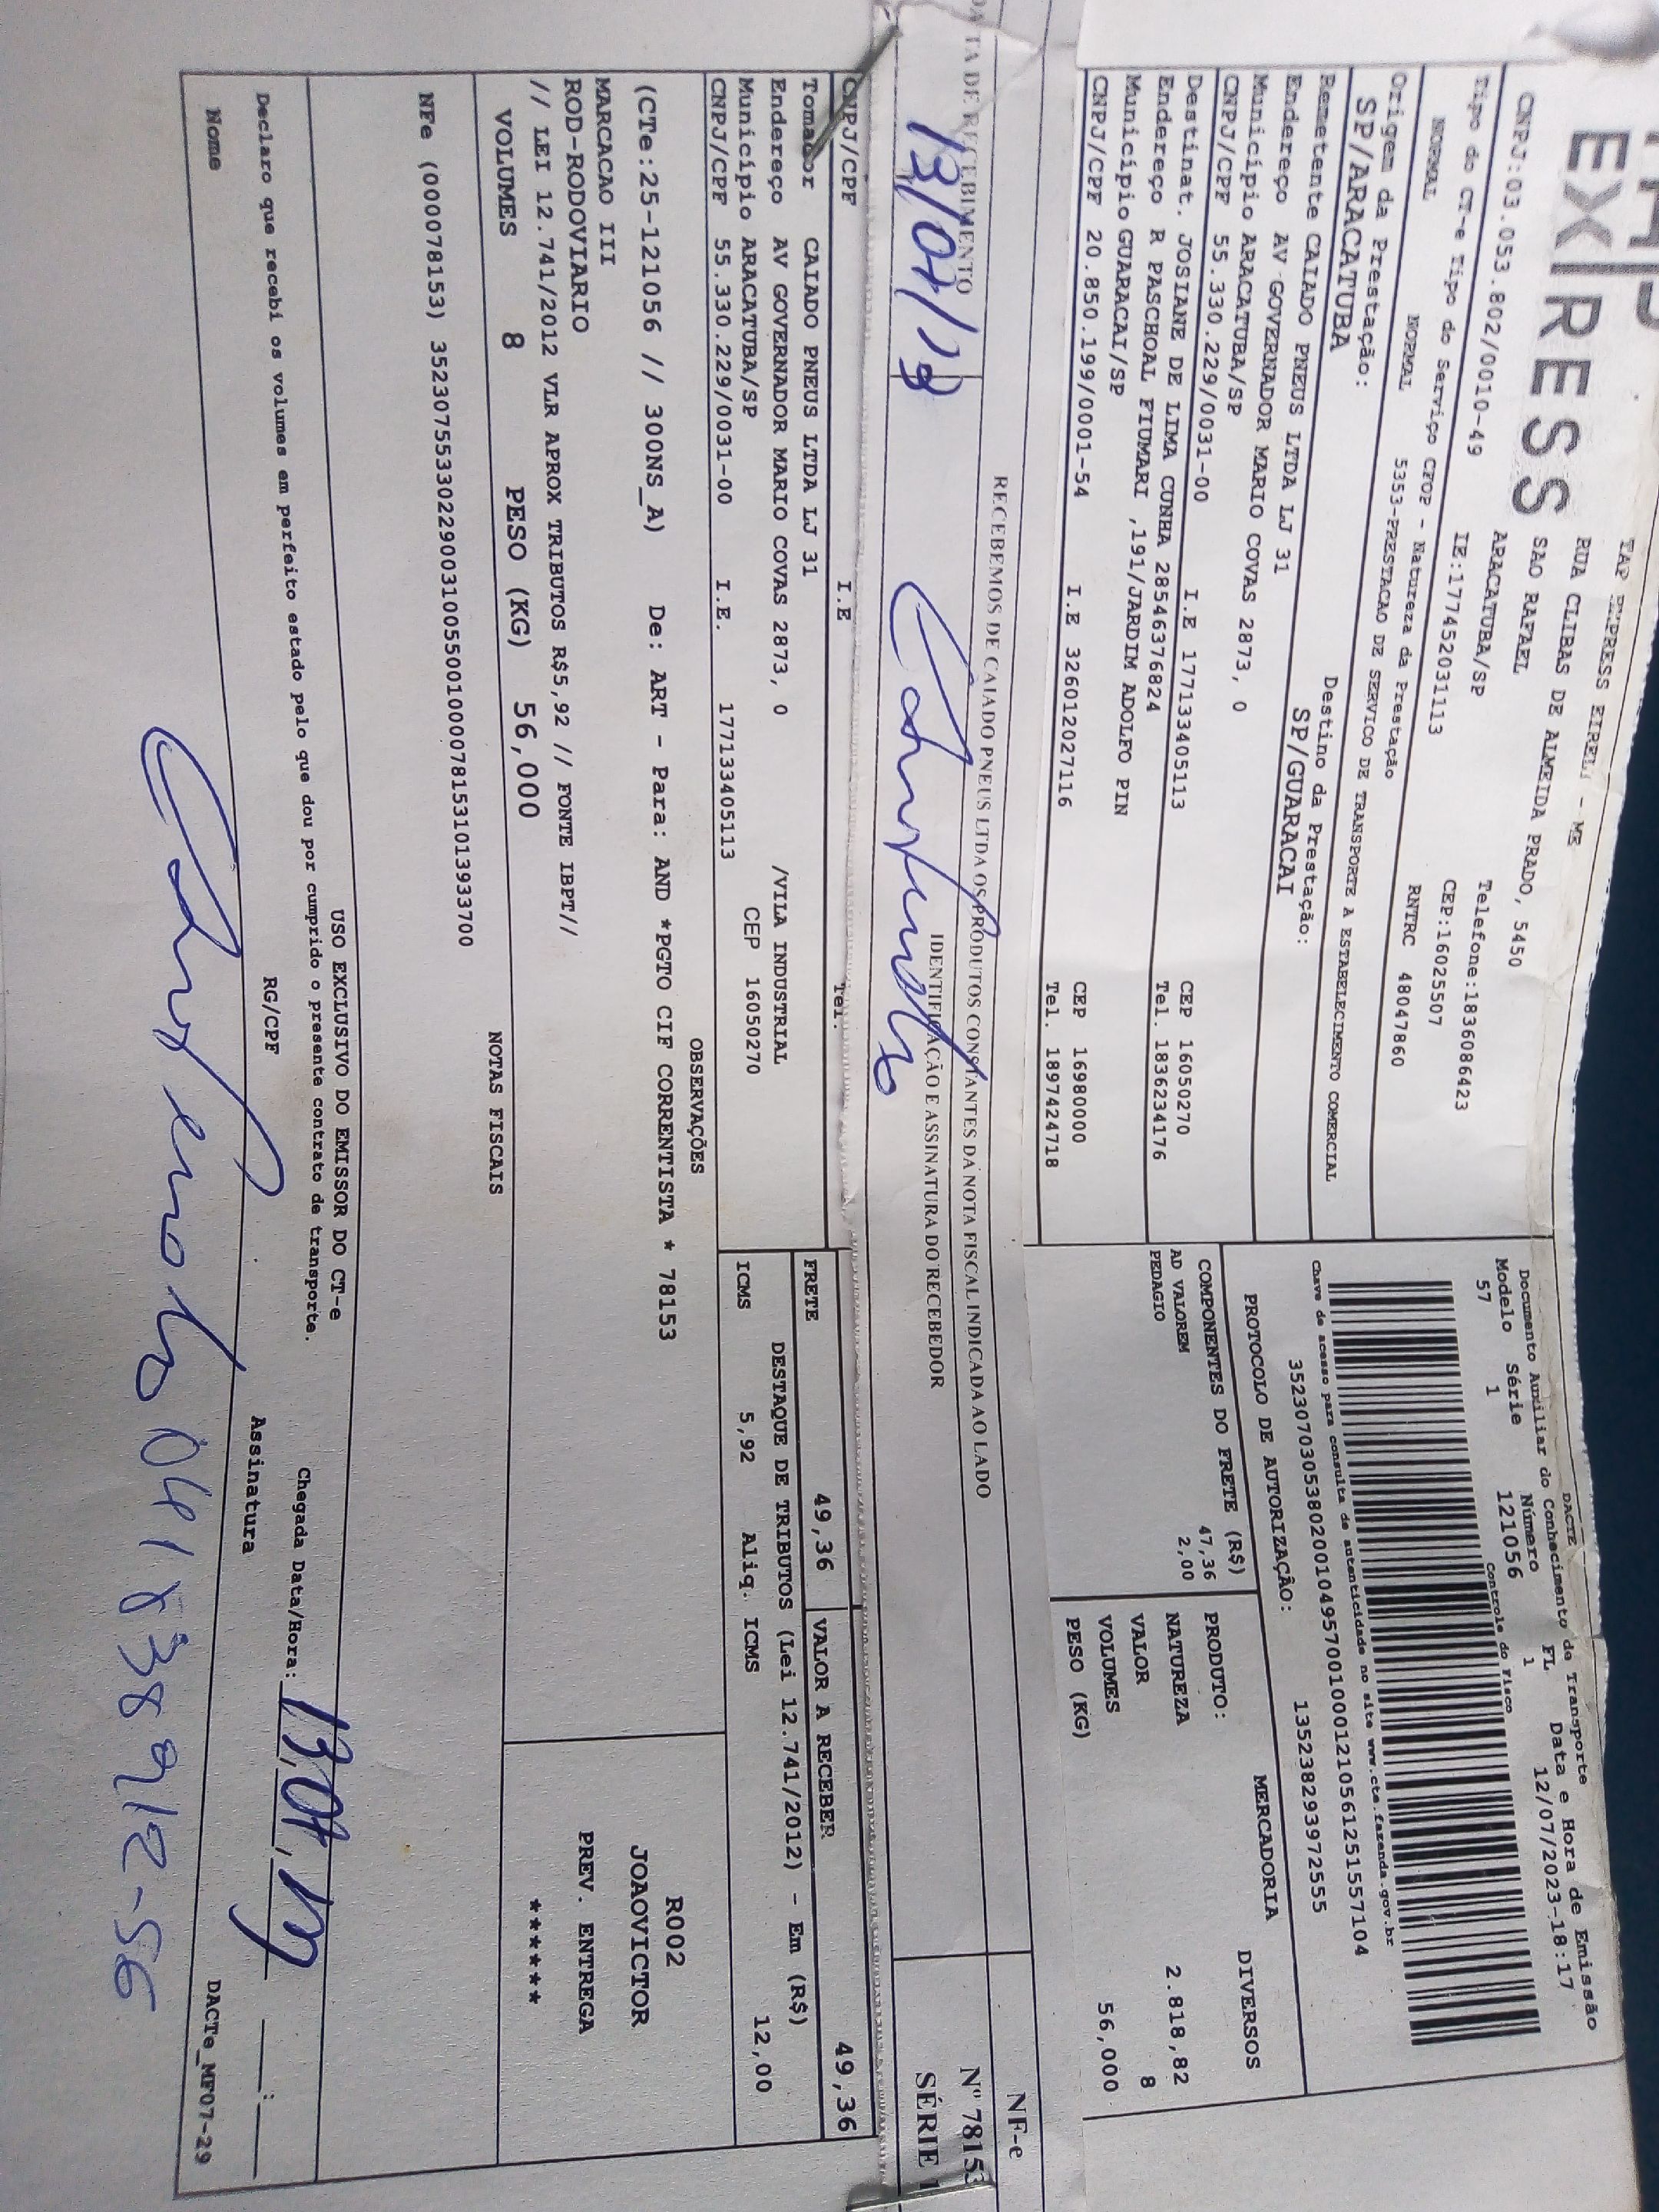 EXPRESS
TAP EXPRESS EIRELI - ME
RUA CLIBAS DE ALMEIDA PRADO, 5450
SAO RAFAEL
ARACATUBA/SP
Telefone:1836086423
CNPJ:03.053.802/0010-49
IE:177452031113
CEP:16025507
Tipo do CT-e Tipo do Serviço CFOP - Natureza da Prestação
RNTRC 48047860
NORMAL NORMAL 5353-PRESTACAO DE SERVICO DE TRANSPORTE A ESTABELECIMENTO COMERCIAL
Origem da Prestação:
SP/ARACATUBA
Destino da Prestação:
SP/GUARACAI
Remetente CAIADO PNEUS LTDA LJ 31
Endereço AV GOVERNADOR MARIO COVAS 2873, 0
Município ARACATUBA/SP
CEP 16050270
CNPJ/CPF 55.330.229/0031-00 I.E 177133405113 Tel. 1836234176
Destinat. JOSIANE DE LIMA CUNHA 28546376824
Endereço R PASCHOAL FIUMARI ,191/JARDIM ADOLFO PIN
Município GUARACAI/SP
CEP 16980000
CNPJ/CPF 20.850.199/0001-54 I.E 326012027116 Tel. 1897424718
DACTE
Documento Auxiliar do Conhecimento de Transporte
Modelo Série Número FL Data e Hora de Emissão
57 1 121056 1 12/07/2023-18:17
Controle do Fisco
Chave de acesso para consulta de autenticidade no site www.cte.fazenda.gov.br
35230703053802001049570010001210561251557104
PROTOCOLO DE AUTORIZAÇÃO: 135238293972555
COMPONENTES DO FRETE (R$)
AD VALOREM 47,36
PEDAGIO 2,00
MERCADORIA
PRODUTO: DIVERSOS
NATUREZA
VALOR 2.818,82
VOLUMES 8
PESO (KG) 56,000
RECEBEMOS DE CAIADO PNEUS LTDA OS PRODUTOS CONSTANTES DA NOTA FISCAL INDICADA AO LADO
DATA DE RECEBIMENTO
IDENTIFICAÇÃO E ASSINATURA DO RECEBEDOR
NF-e
Nº 78153
SÉRIE 1
CNPJ/CPF I.E Tel.
Tomador CAIADO PNEUS LTDA LJ 31
Endereço AV GOVERNADOR MARIO COVAS 2873, 0 /VILA INDUSTRIAL
Município ARACATUBA/SP CEP 16050270
CNPJ/CPF 55.330.229/0031-00 I.E. 177133405113
FRETE 49,36 VALOR A RECEBER 49,36
DESTAQUE DE TRIBUTOS (Lei 12.741/2012) - Em (R$)
ICMS 5,92 Aliq. ICMS 12,00
OBSERVAÇÕES
(CTe:25-121056 // 300NS_A) De: ART - Para: AND *PGTO CIF CORRENTISTA * 78153
MARCACAO III
ROD-RODOVIARIO
// LEI 12.741/2012 VLR APROX TRIBUTOS R$5,92 // FONTE IBPT//
R002
JOAOVICTOR
PREV. ENTREGA
******
VOLUMES 8 PESO (KG) 56,000
NOTAS FISCAIS
NFe (000078153) 35230755330229003100550010000781531013933700
USO EXCLUSIVO DO EMISSOR DO CT-e
Declaro que recebi os volumes em perfeito estado pelo que dou por cumprido o presente contrato de transporte.
Chegada Data/Hora:
Nome RG/CPF Assinatura
DACTe_MF07-29